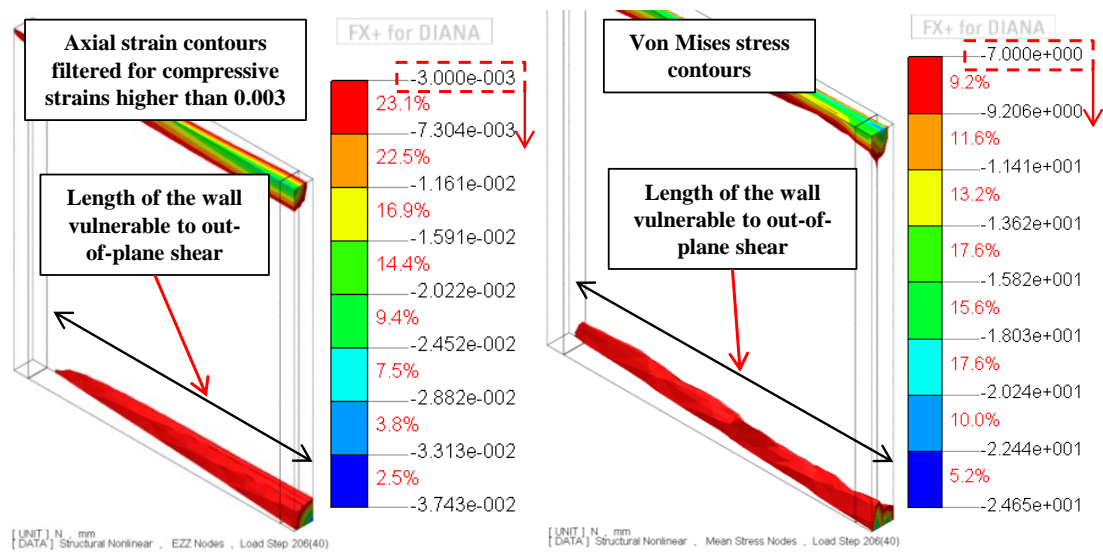 Axial strain contours
filtered for compressive
strains higher than 0.003
FX+ for DIANA
-3.000e-003
23.1%
-7.304e-003
22.5%
-1.161e-002
16.9%
-1.591e-002
14.4%
-2.022e-002
9.4%
-2.452e-002
7.5%
-2.882e-002
3.8%
-3.313e-002
2.5%
-3.743e-002
Length of the wall
vulnerable to out-
of-plane shear
[ UNIT ] N , mm
[ DATA ] Structural Nonlinear , EZZ Nodes , Load Step 206(40)
Von Mises stress
contours
FX+ for DIANA
-7.000e+000
9.2%
-9.206e+000
11.6%
-1.141e+001
13.2%
-1.362e+001
17.6%
-1.582e+001
15.6%
-1.803e+001
17.6%
-2.024e+001
10.0%
-2.244e+001
5.2%
-2.465e+001
Length of the wall
vulnerable to out-of-
plane shear
[ UNIT ] N , mm
[ DATA ] Structural Nonlinear , Mean Stress Nodes , Load Step 206(40)